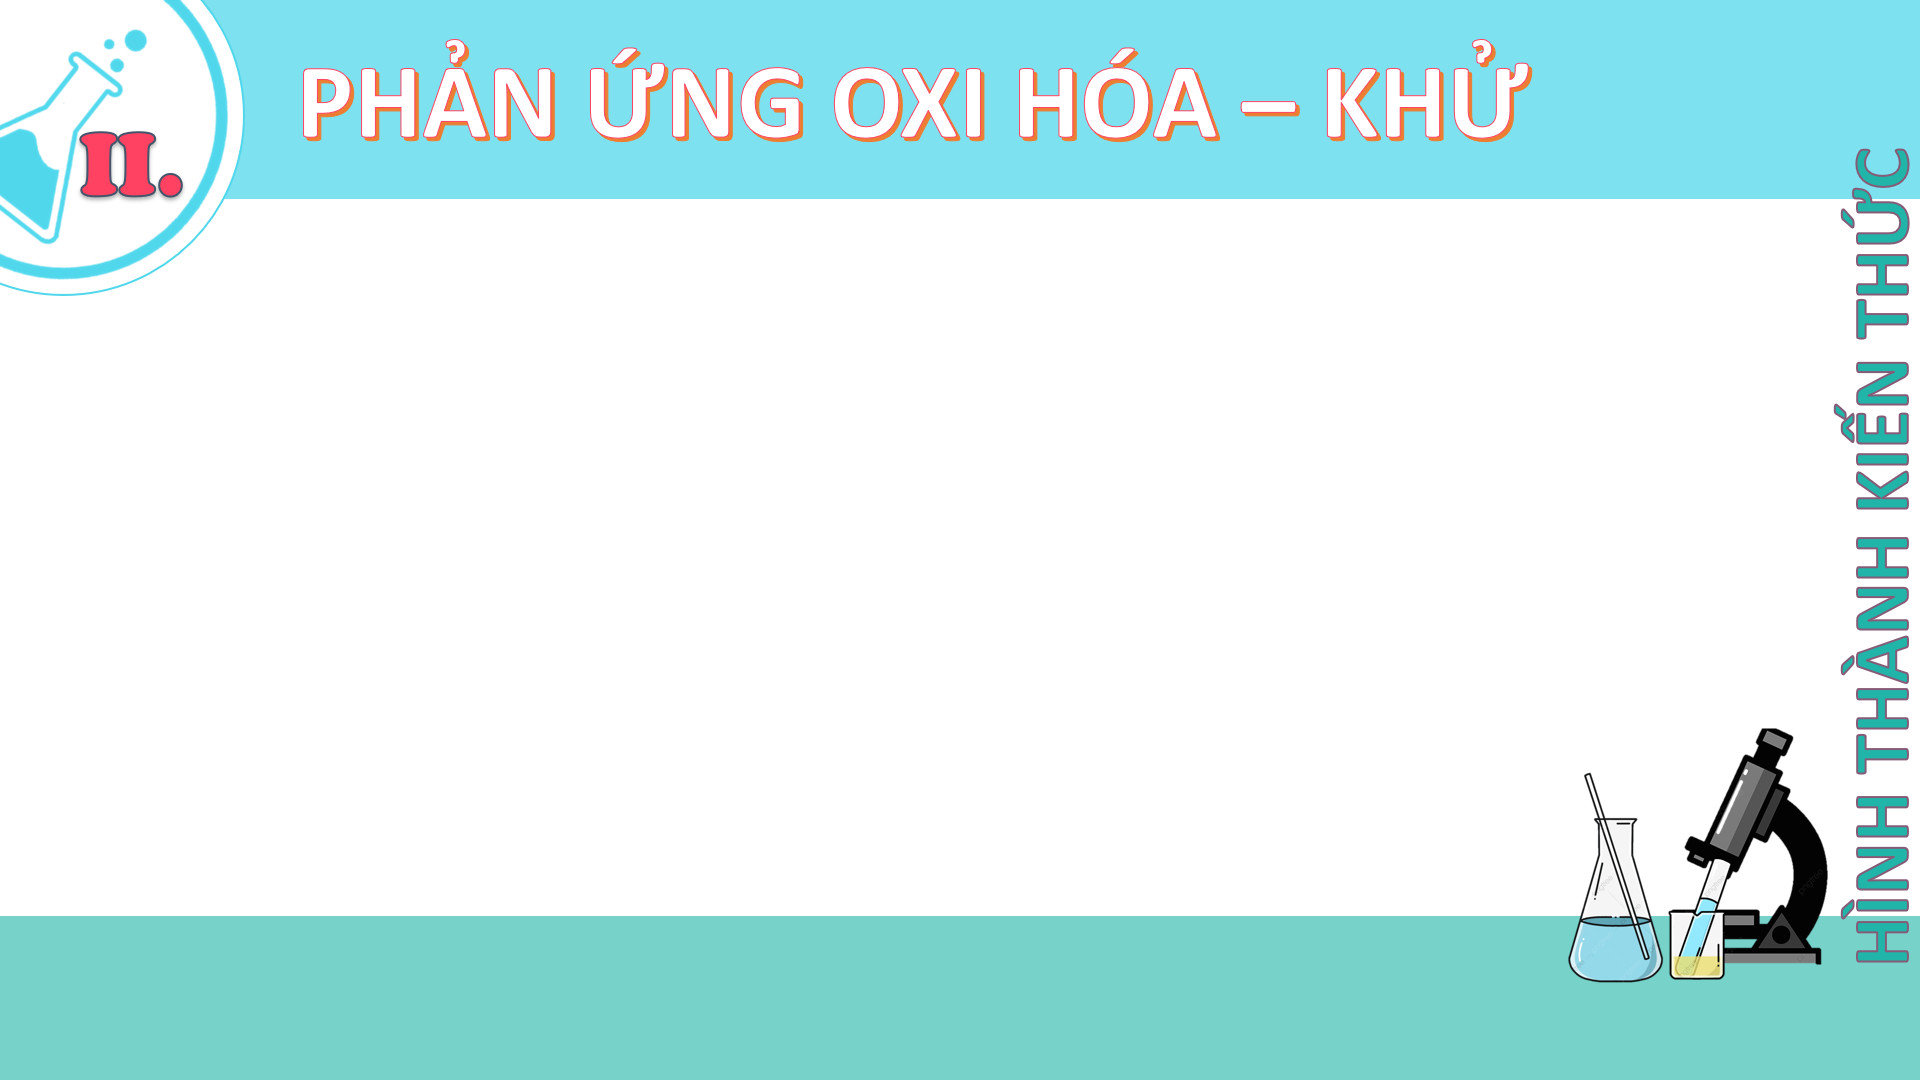 II.
PHẢN ỨNG OXI HÓA – KHỬ
HÌNH THÀNH KIẾN THỨC